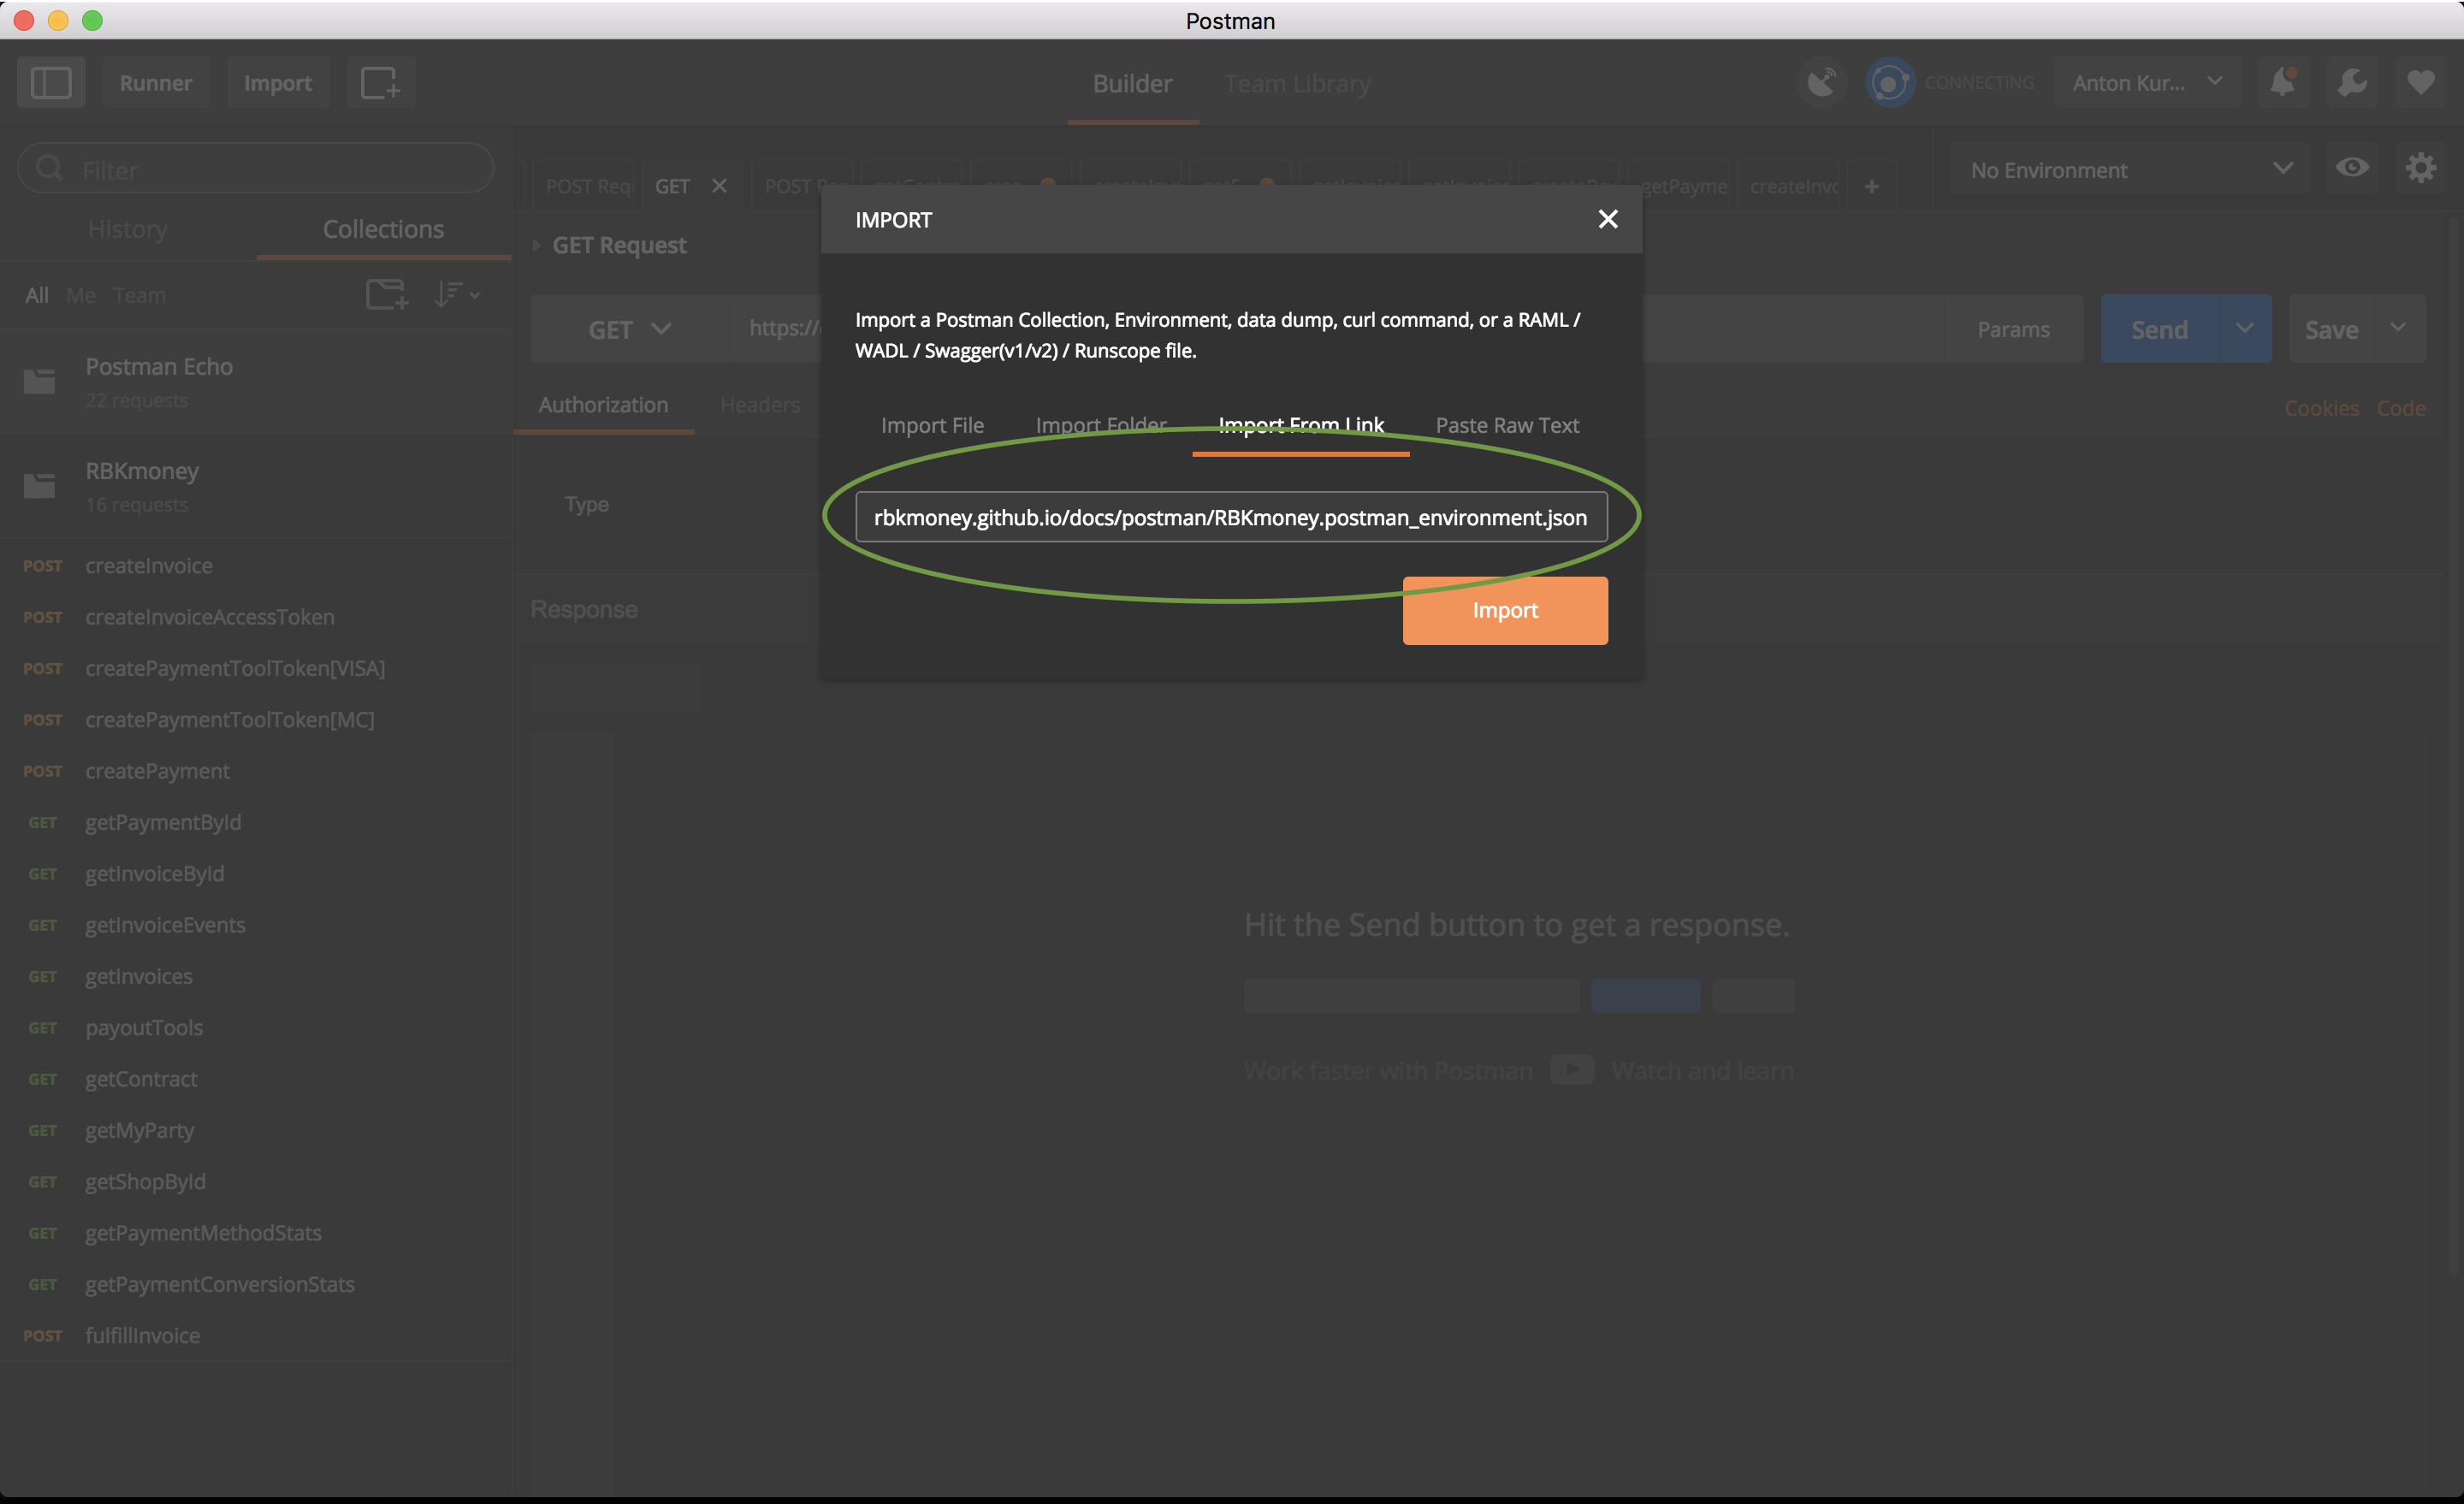 Postman
Runner
Import
Builder
Team Library
CONNECTING
Anton Kur...
Filter
History
Collections
All Me Team
Postman Echo
22 requests
RBKmoney
16 requests
POST createInvoice
POST createInvoiceAccessToken
POST createPaymentToolToken[VISA]
POST createPaymentToolToken[MC]
POST createPayment
GET getPaymentById
GET getInvoiceById
GET getInvoiceEvents
GET getInvoices
GET payoutTools
GET getContract
GET getMyParty
GET getShopById
GET getPaymentMethodStats
GET getPaymentConversionStats
POST fulfillInvoice
POST Requ
GET
POST Req
getPayme
createInvo
No Environment
GET Request
GET
https://
Params
Send
Save
Authorization
Headers
Cookies Code
Type
Response
IMPORT
Import a Postman Collection, Environment, data dump, curl command, or a RAML /
WADL / Swagger(v1/v2) / Runscope file.
Import File
Import Folder
Import From Link
Paste Raw Text
rbkmoney.github.io/docs/postman/RBKmoney.postman_environment.json
Import
Hit the Send button to get a response.
Work faster with Postman
Watch and learn